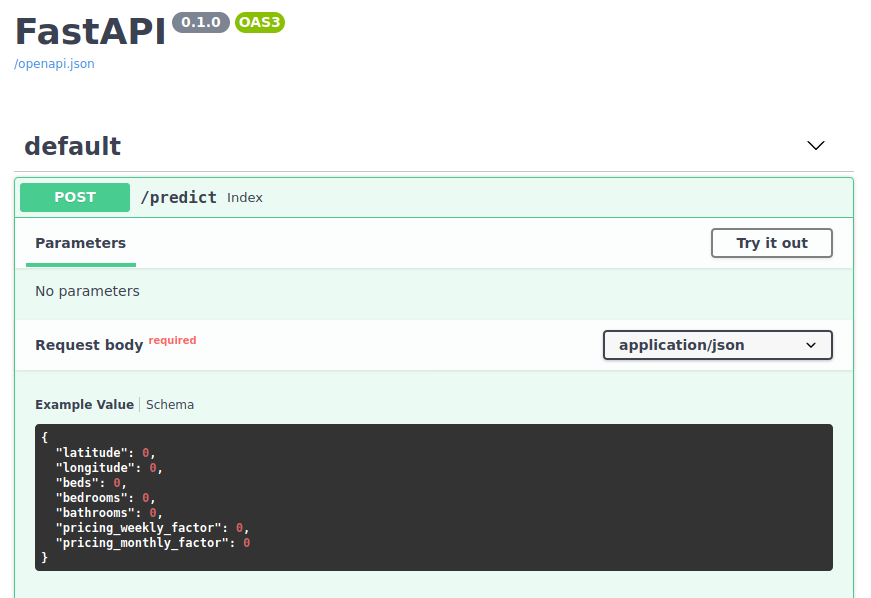 FastAPI 0.1.0 OAS3
/openapi.json
default
POST /predict Index
Parameters Try it out
No parameters
Request body required application/json
Example Value Schema
{
"latitude": 0,
"longitude": 0,
"beds": 0,
"bedrooms": 0,
"bathrooms": 0,
"pricing_weekly_factor": 0,
"pricing_monthly_factor": 0
}